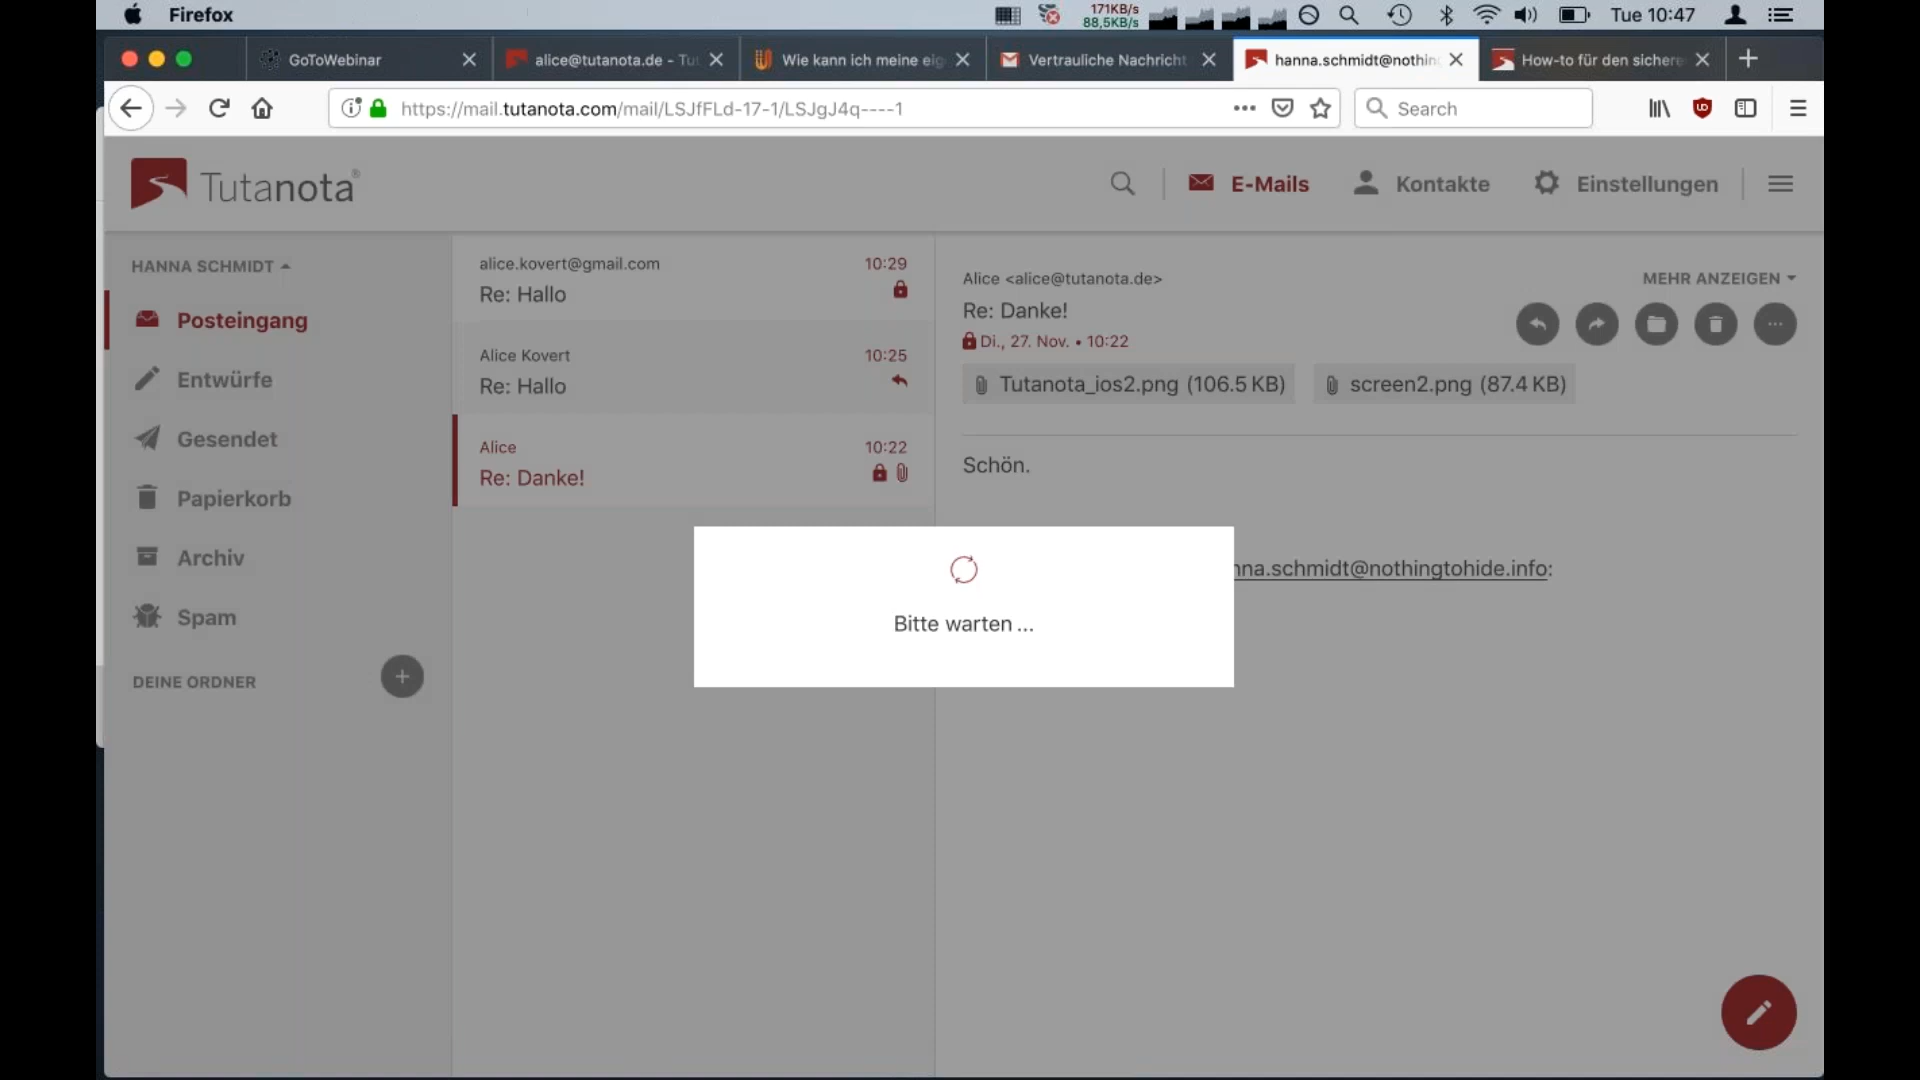 Firefox
171KB/s
88,5KB/s
Tue 10:47
GoToWebinar
alice@tutanota.de - Tut
Wie kann ich meine eig
Vertrauliche Nachricht
hanna.schmidt@nothin
How-to für den sichere
https://mail.tutanota.com/mail/LSJfFLd-17-1/LSJgJ4q----1
Search
Tutanota®
E-Mails
Kontakte
Einstellungen
HANNA SCHMIDT
Posteingang
Entwürfe
Gesendet
Papierkorb
Archiv
Spam
DEINE ORDNER
alice.kovert@gmail.com 10:29
Re: Hallo
Alice Kovert 10:25
Re: Hallo
Alice 10:22
Re: Danke!
Alice <alice@tutanota.de>
MEHR ANZEIGEN
Re: Danke!
Di., 27. Nov. • 10:22
Tutanota_ios2.png (106.5 KB)
screen2.png (87.4 KB)
Schön.
nna.schmidt@nothingtohide.info:
Bitte warten ...